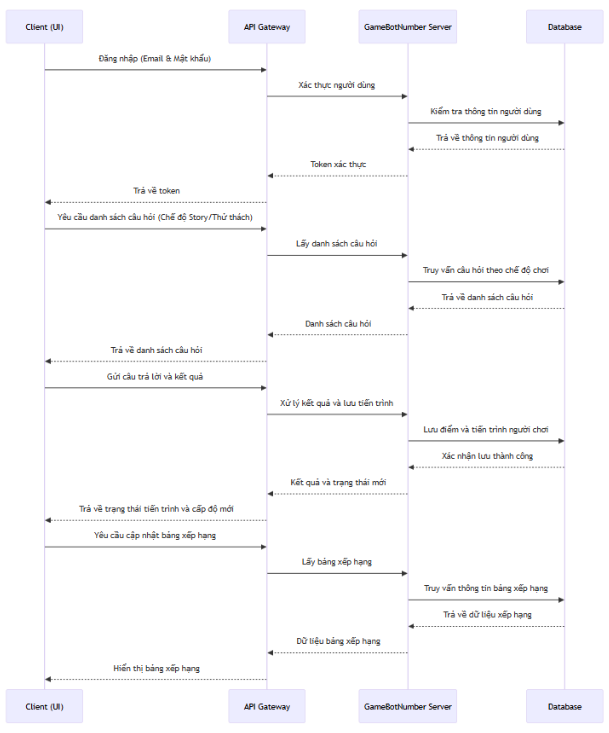 Client (UI)
API Gateway
GameBotNumber Server
Database
Đăng nhập (Email & Mật khẩu)
Xác thực người dùng
Kiểm tra thông tin người dùng
Trả về thông tin người dùng
Token xác thực
Trả về token
Yêu cầu danh sách câu hỏi (Chế độ Story/Thử thách)
Lấy danh sách câu hỏi
Truy vấn câu hỏi theo chế độ chơi
Trả về danh sách câu hỏi
Danh sách câu hỏi
Trả về danh sách câu hỏi
Gửi câu trả lời và kết quả
Xử lý kết quả và lưu tiến trình
Lưu điểm và tiến trình người chơi
Xác nhận lưu thành công
Kết quả và trạng thái mới
Trả về trạng thái tiến trình và cấp độ mới
Yêu cầu cập nhật bảng xếp hạng
Lấy bảng xếp hạng
Truy vấn thông tin bảng xếp hạng
Trả về dữ liệu xếp hạng
Dữ liệu bảng xếp hạng
Hiển thị bảng xếp hạng
Client (UI)
API Gateway
GameBotNumber Server
Database